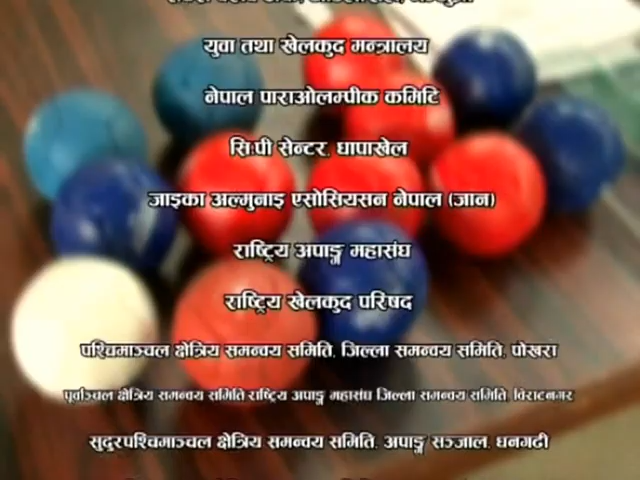 युवा तथा खेलकुद मन्त्रालय
नेपाल पाराओलम्पीक कमिटि
सि.पी सेन्टर, धापाखेल
जाइका अल्मुनाइ एसोसियसन नेपाल (जान)
राष्ट्रिय अपाङ्ग महासंघ
राष्ट्रिय खेलकुद परिषद
पश्चिमाञ्चल क्षेत्रिय समन्वय समिति, जिल्ला समन्वय समिति, पोखरा
पूर्वाञ्चल क्षेत्रिय समन्वय समिति राष्ट्रिय अपाङ्ग महासंघ जिल्ला समन्वय समिति, विराटनगर
सुदुरपश्चिमाञ्चल क्षेत्रिय समन्वय समिति, अपाङ्ग सञ्जाल, धनगढी